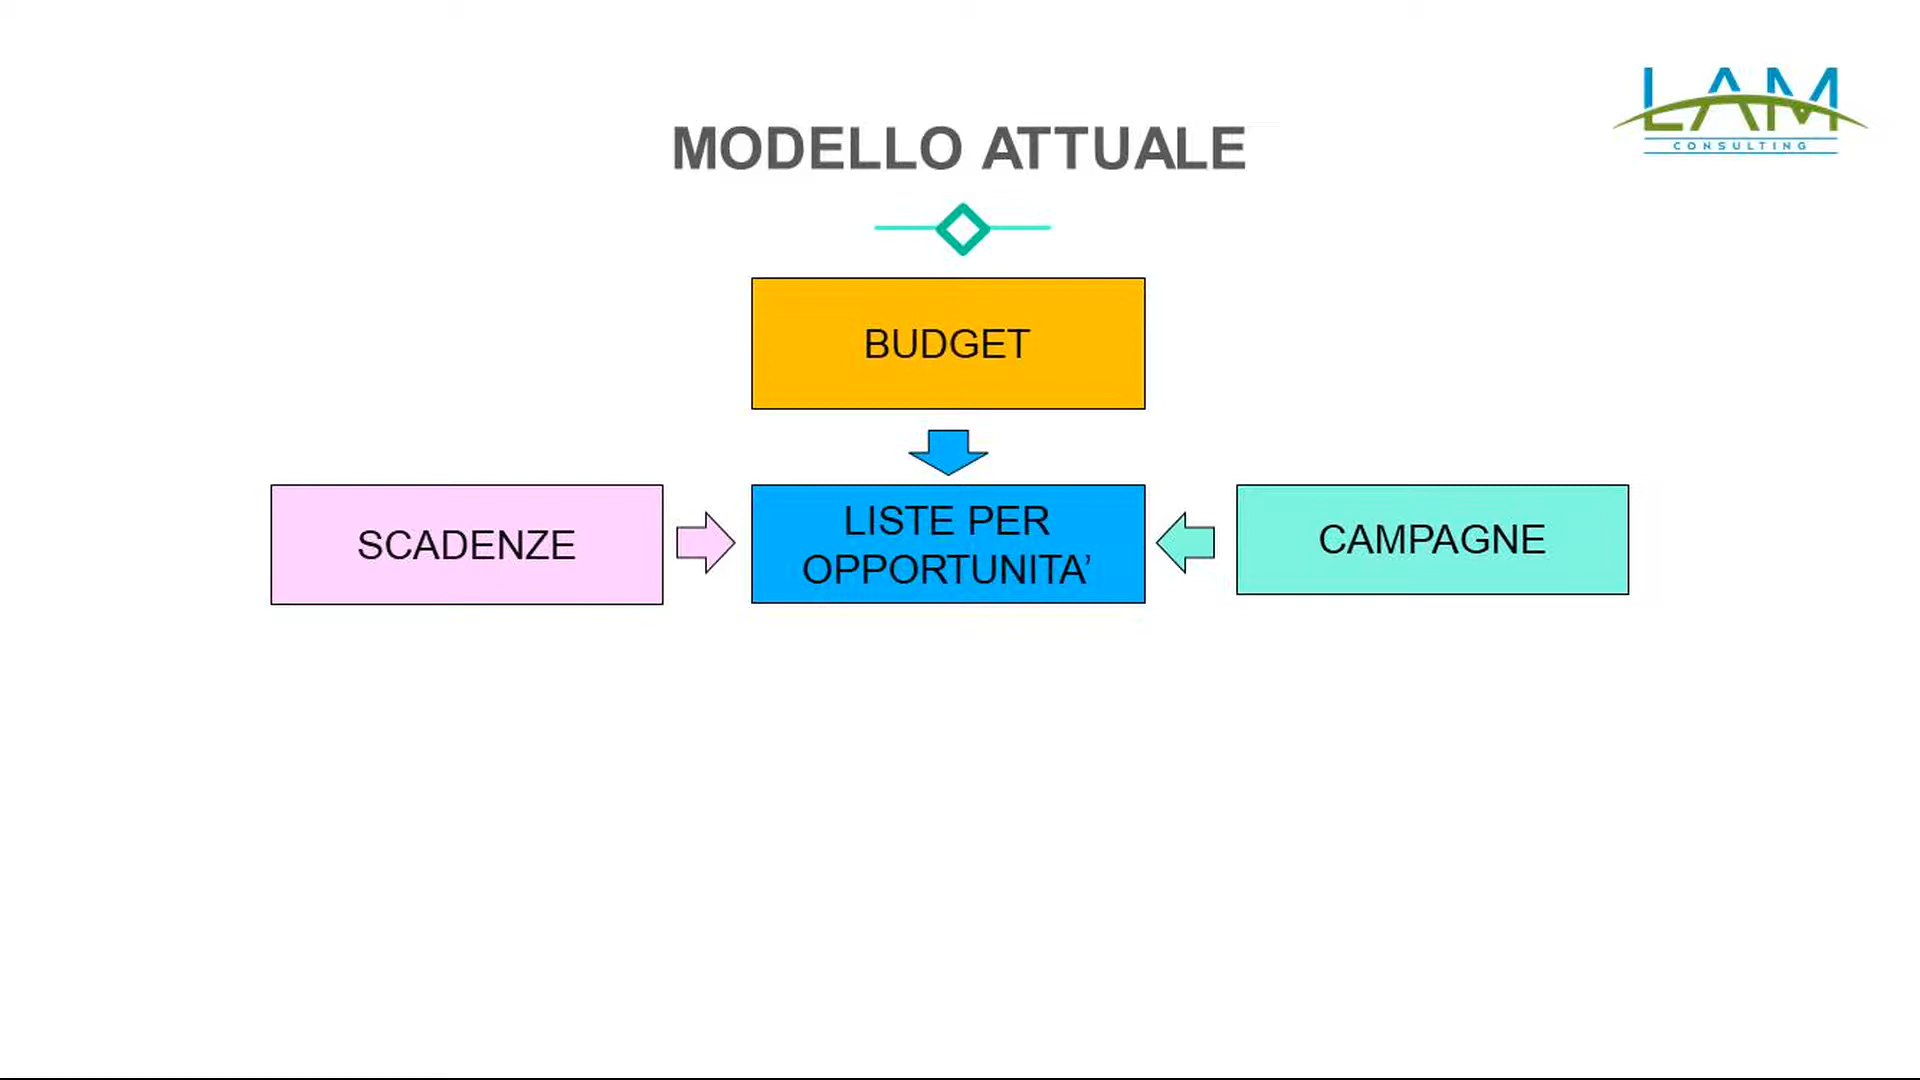 LAM
CONSULTING
MODELLO ATTUALE
BUDGET
SCADENZE
LISTE PER
OPPORTUNITA’
CAMPAGNE